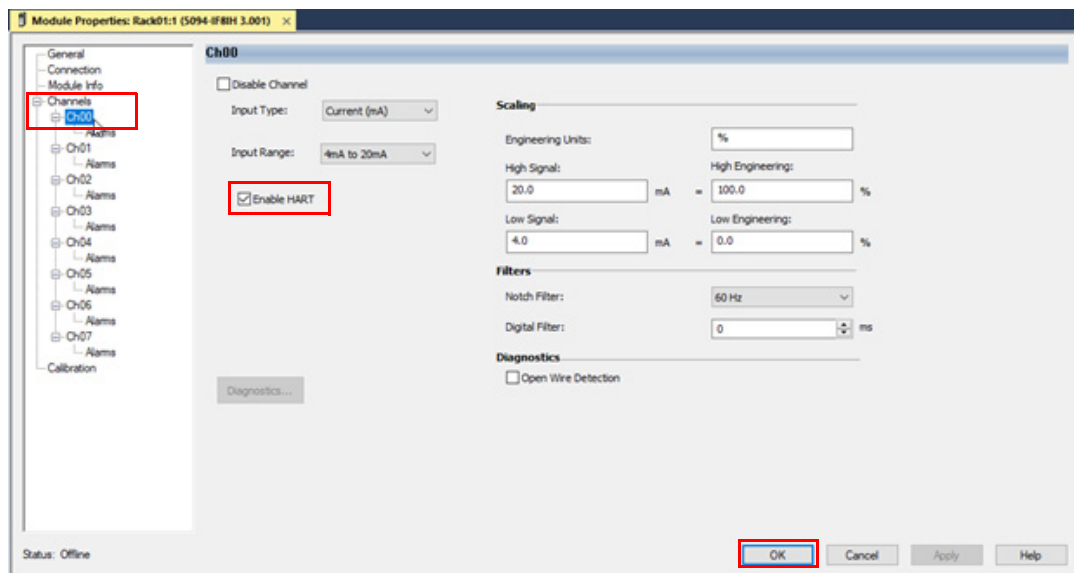 Module Properties: Rack01:1 (5094-IF8IH 3.001) ×
General
Connection
Module Info
Channels
Ch00
Alarms
Ch01
Alarms
Ch02
Alarms
Ch03
Alarms
Ch04
Alarms
Ch05
Alarms
Ch06
Alarms
Ch07
Alarms
Calibration
Ch00
Disable Channel
Input Type: Current (mA)
Input Range: 4mA to 20mA
Enable HART
Diagnostics...
Scaling
Engineering Units: %
High Signal: High Engineering:
20.0 mA = 100.0 %
Low Signal: Low Engineering:
4.0 mA = 0.0 %
Filters
Notch Filter: 60 Hz
Digital Filter: 0 ms
Diagnostics
Open Wire Detection
Status: Offline
OK Cancel Apply Help